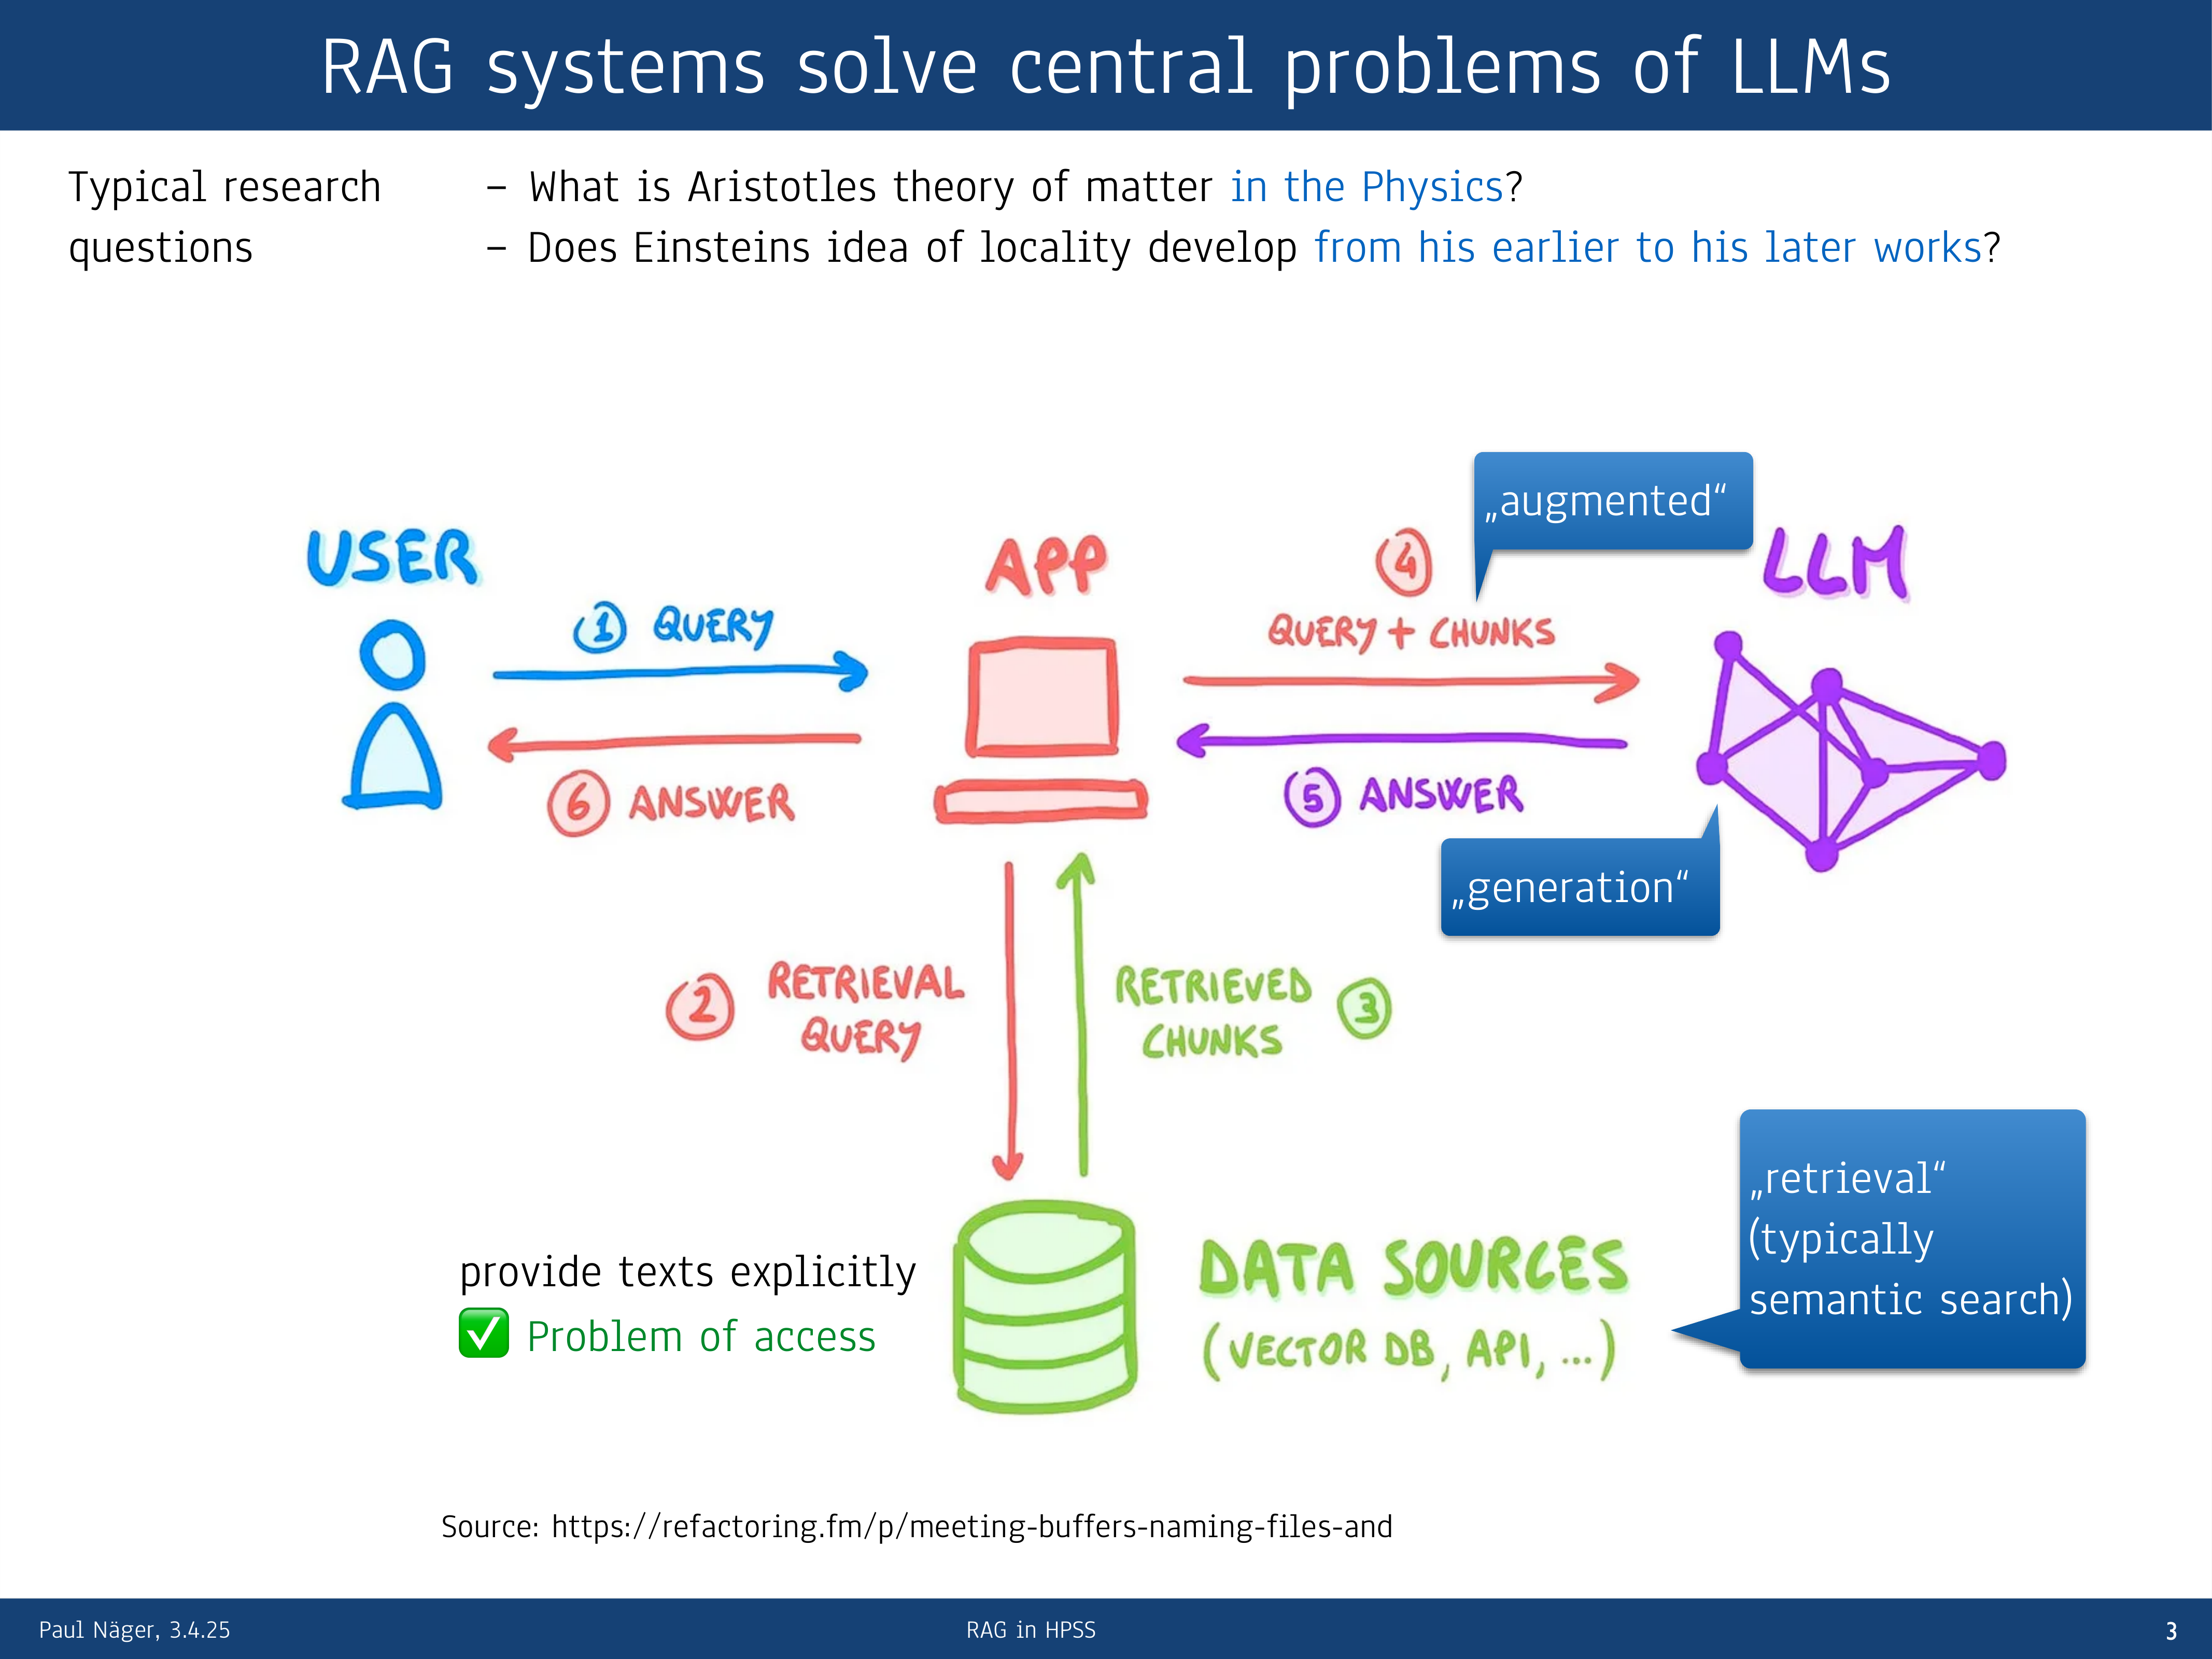 RAG systems solve central problems of LLMs
Typical research
questions
– What is Aristotles theory of matter in the Physics?
– Does Einsteins idea of locality develop from his earlier to his later works?
„augmented“
USER
APP
LLM
1 QUERY
4
QUERY + CHUNKS
6 ANSWER
5 ANSWER
„generation“
2 RETRIEVAL
QUERY
RETRIEVED 3
CHUNKS
„retrieval“
(typically
semantic search)
provide texts explicitly
✅ Problem of access
DATA SOURCES
(VECTOR DB, API, ...)
Source: https://refactoring.fm/p/meeting-buffers-naming-files-and
Paul Näger, 3.4.25
RAG in HPSS
3